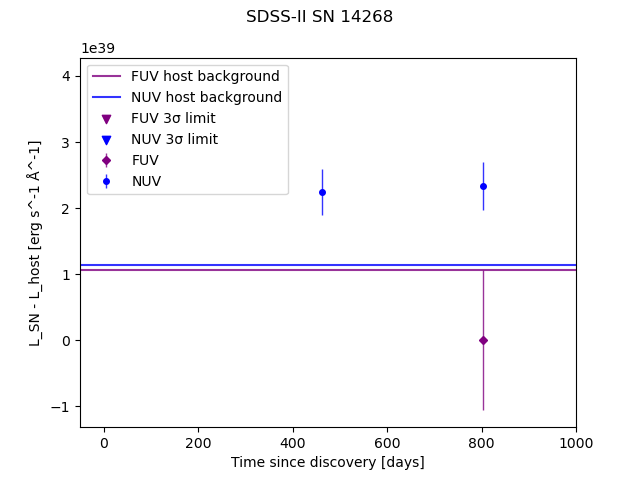 SDSS-II SN 14268
1e39
FUV host background
NUV host background
FUV 3σ limit
NUV 3σ limit
FUV
NUV
L_SN - L_host [erg s^-1 Å^-1]
4
3
2
1
0
−1
0 200 400 600 800 1000
Time since discovery [days]